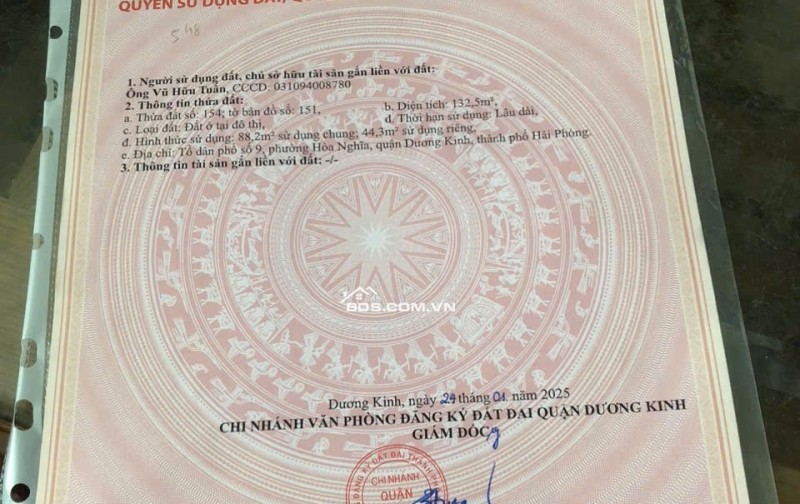 QUYỀN SỬ DỤNG ĐẤT, QU
548
1. Người sử dụng đất, chủ sở hữu tài sản gắn liền với đất:
Ông Vũ Hữu Tuấn, CCCD: 031094008780
2. Thông tin thửa đất:
a. Thửa đất số: 154; tờ bản đồ số: 151, b. Diện tích: 132,5m²,
c. Loại đất: Đất ở tại đô thị, d. Thời hạn sử dụng: Lâu dài,
đ. Hình thức sử dụng: 88,2m² sử dụng chung; 44,3m² sử dụng riêng,
e. Địa chỉ: Tổ dân phố số 9, phường Hòa Nghĩa, quận Dương Kinh, thành phố Hải Phòng.
3. Thông tin tài sản gắn liền với đất: -/-
BDS.COM.VN
Dương Kinh, ngày 24 tháng 01 năm 2025
CHI NHÁNH VĂN PHÒNG ĐĂNG KÝ ĐẤT ĐAI QUẬN DƯƠNG KINH
GIÁM ĐỐC
ĐĂNG KÝ ĐẤT ĐAI THÀNH
CHI NHÁNH
QUẬN